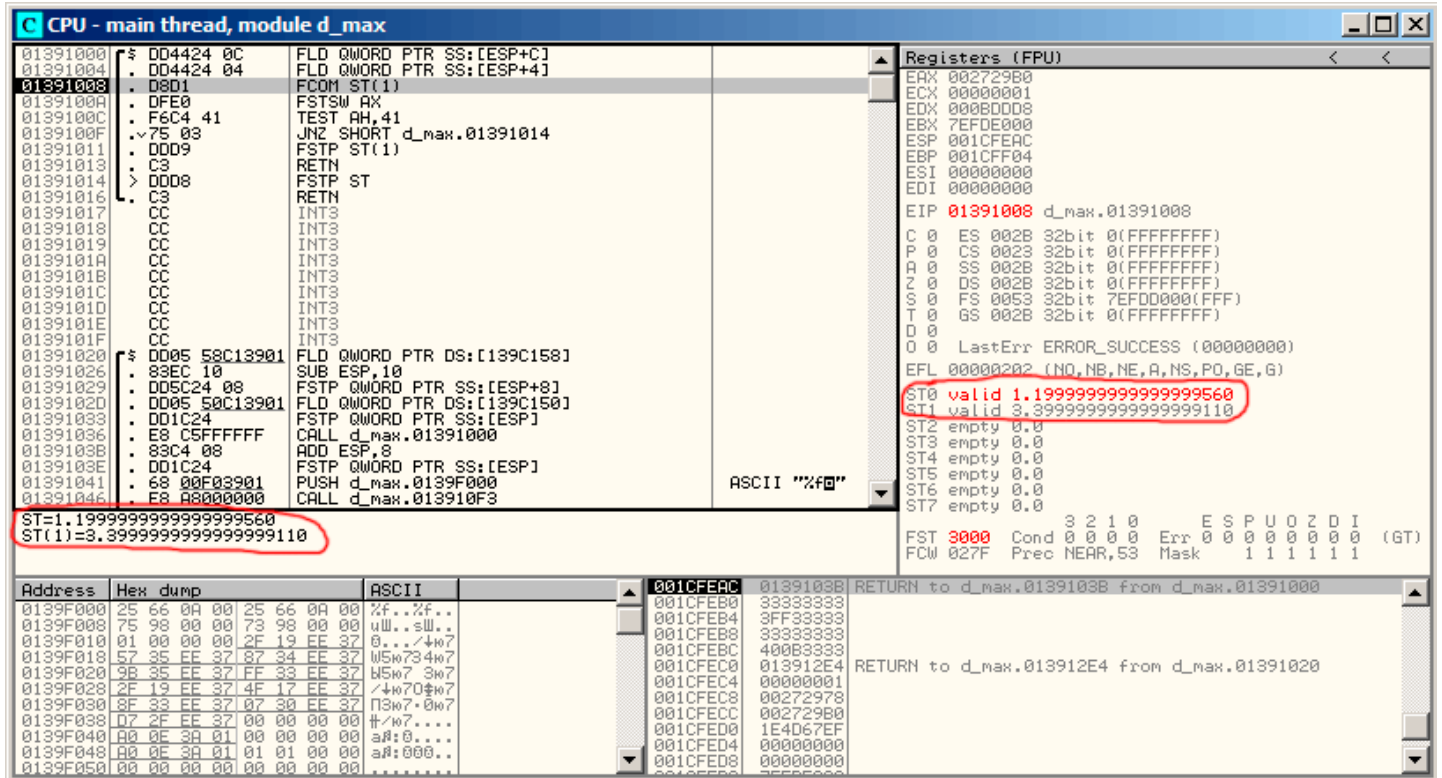 C CPU - main thread, module d_max
01391000 $ DD4424 0C FLD QWORD PTR SS:[ESP+C]
01391004 . DD4424 04 FLD QWORD PTR SS:[ESP+4]
01391008 . D8D1 FCOM ST(1)
0139100A . DFE0 FSTSW AX
0139100C . F6C4 41 TEST AH,41
0139100F .v75 03 JNZ SHORT d_max.01391014
01391011 . DDD9 FSTP ST(1)
01391013 . C3 RETN
01391014 > DDD8 FSTP ST
01391016 . C3 RETN
01391017 CC INT3
01391018 CC INT3
01391019 CC INT3
0139101A CC INT3
0139101B CC INT3
0139101C CC INT3
0139101D CC INT3
0139101E CC INT3
0139101F CC INT3
01391020 $ DD05 58C13901 FLD QWORD PTR DS:[139C158]
01391026 . 83EC 10 SUB ESP,10
01391029 . DD5C24 08 FSTP QWORD PTR SS:[ESP+8]
0139102D . DD05 50C13901 FLD QWORD PTR DS:[139C150]
01391033 . DD1C24 FSTP QWORD PTR SS:[ESP]
01391036 . E8 C5FFFFFF CALL d_max.01391000
0139103B . 83C4 08 ADD ESP,8
0139103E . DD1C24 FSTP QWORD PTR SS:[ESP]
01391041 . 68 00F03901 PUSH d_max.0139F000 ASCII "%f◙"
01391046 . E8 A8000000 CALL d_max.013910F3
ST=1.1999999999999999560
ST(1)=3.3999999999999999110
Registers (FPU) < <
EAX 002729B0
ECX 00000001
EDX 000BDDD8
EBX 7EFDE000
ESP 001CFEAC
EBP 001CFF04
ESI 00000000
EDI 00000000
EIP 01391008 d_max.01391008
C 0 ES 002B 32bit 0(FFFFFFFF)
P 0 CS 0023 32bit 0(FFFFFFFF)
A 0 SS 002B 32bit 0(FFFFFFFF)
Z 0 DS 002B 32bit 0(FFFFFFFF)
S 0 FS 0053 32bit 7EFDD000(FFF)
T 0 GS 002B 32bit 0(FFFFFFFF)
D 0
O 0 LastErr ERROR_SUCCESS (00000000)
EFL 00000202 (NO,NB,NE,A,NS,PO,GE,G)
ST0 valid 1.1999999999999999560
ST1 valid 3.3999999999999999110
ST2 empty 0.0
ST3 empty 0.0
ST4 empty 0.0
ST5 empty 0.0
ST6 empty 0.0
ST7 empty 0.0
3 2 1 0 E S P U O Z D I
FST 3000 Cond 0 0 0 0 Err 0 0 0 0 0 0 0 0 (GT)
FCW 027F Prec NEAR,53 Mask 1 1 1 1 1 1
Address Hex dump ASCII
0139F000 25 66 0A 00 25 66 0A 00 %f..%f..
0139F008 75 98 00 00 73 98 00 00 uШ..sШ..
0139F010 01 00 00 00 2F 19 EE 37
0139F018 57 35 EE 37 87 34 EE 37 W5ю734ю7
0139F020 9B 35 EE 37 FF 33 EE 37
0139F028 2F 19 EE 37 4F 17 EE 37
0139F030 8F 33 EE 37 07 30 EE 37 П3ю7·0ю7
0139F038 D7 2F EE 37 00 00 00 00 ╫/ю7....
0139F040 A0 0E 3A 01 00 00 00 00
0139F048 A0 0E 3A 01 01 01 00 00
0139F050 00 00 00 00 00 00 00 00 ........
001CFEAC 0139103B RETURN to d_max.0139103B from d_max.01391000
001CFEB0 33333333
001CFEB4 3FF33333
001CFEB8 33333333
001CFEBC 400B3333
001CFEC0 013912E4 RETURN to d_max.013912E4 from d_max.01391020
001CFEC4 00000001
001CFEC8 00272978
001CFECC 002729B0
001CFED0 1E4D67EF
001CFED4 00000000
001CFED8 00000000